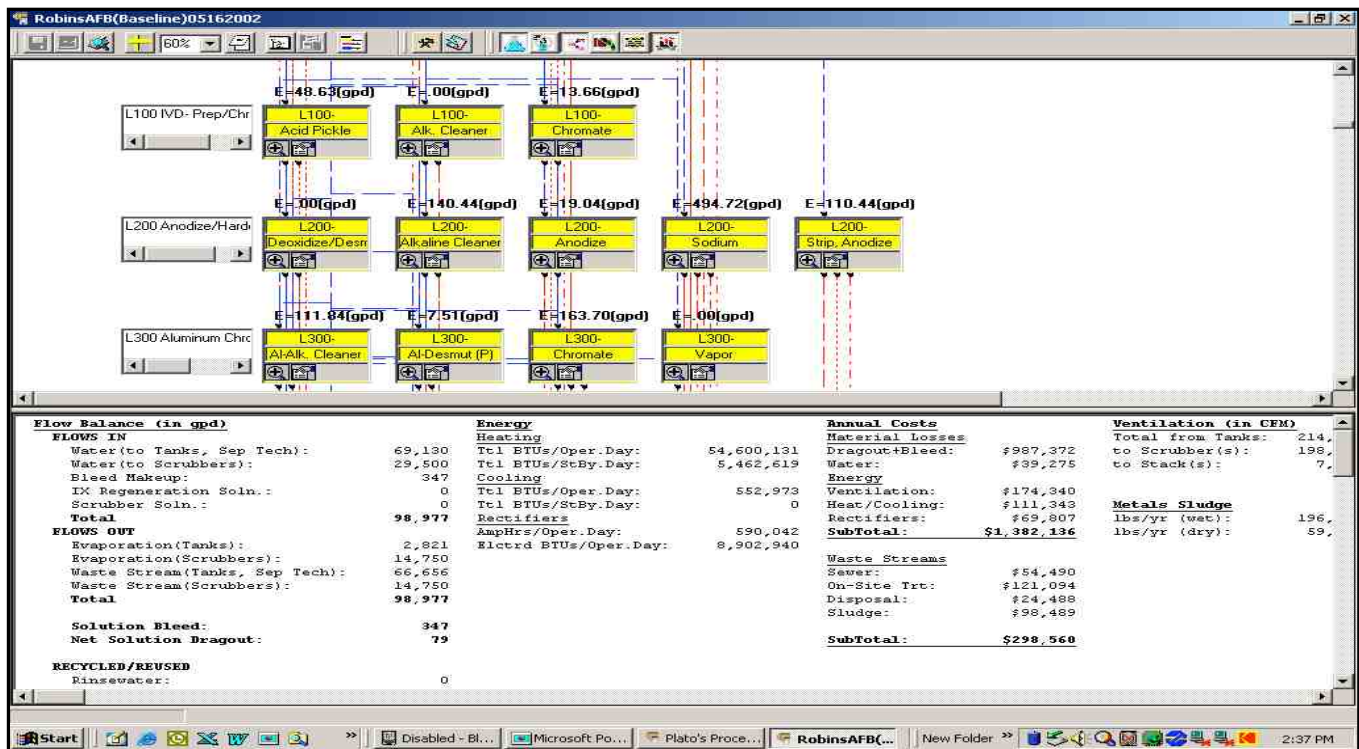 RobinsAFB(Baseline)05162002
60%
E=48.63(gpd) E=.00(gpd) E=13.66(gpd)
L100 IVD- Prep/Chr
L100- L100- L100-
Acid Pickle Alk. Cleaner Chromate
E=.00(gpd) E=140.44(gpd) E=19.04(gpd) E=494.72(gpd) E=110.44(gpd)
L200 Anodize/Hard
L200- L200- L200- L200- L200-
Deoxidize/Desm Alkaline Cleaner Anodize Sodium Strip, Anodize
E=111.84(gpd) E=7.51(gpd) E=163.70(gpd) E=.00(gpd)
L300 Aluminum Chro
L300- L300- L300- L300-
Al-Alk. Cleaner Al-Desmut (P) Chromate Vapor
Flow Balance (in gpd)
FLOWS IN
Water(to Tanks, Sep Tech): 69,130
Water(to Scrubbers): 29,500
Bleed Makeup: 347
IX Regeneration Soln.: 0
Scrubber Soln.: 0
Total 98,977
FLOWS OUT
Evaporation(Tanks): 2,821
Evaporation(Scrubbers): 14,750
Waste Stream(Tanks, Sep Tech): 66,656
Waste Stream(Scrubbers): 14,750
Total 98,977
Solution Bleed: 347
Net Solution Dragout: 79
RECYCLED/REUSED
Rinsewater: 0
Energy
Heating
Ttl BTUs/Oper.Day: 54,600,131
Ttl BTUs/StBy.Day: 5,462,619
Cooling
Ttl BTUs/Oper.Day: 552,973
Ttl BTUs/StBy.Day: 0
Rectifiers
AmpHrs/Oper.Day: 590,042
Elctrd BTUs/Oper.Day: 8,902,940
Annual Costs
Material Losses
Dragout+Bleed: $987,372
Water: $39,275
Energy
Ventilation: $174,340
Heat/Cooling: $111,343
Rectifiers: $69,807
SubTotal: $1,382,136
Waste Streams
Sewer: $54,490
On-Site Trt: $121,094
Disposal: $24,488
Sludge: $98,489
SubTotal: $298,560
Ventilation (in CFM)
Total from Tanks: 214,
to Scrubber(s): 198,
to Stack(s): 7,
Metals Sludge
lbs/yr (wet): 196,
lbs/yr (dry): 59,
Start » Disabled - Bl... Microsoft Po... Plato's Proce... RobinsAFB(... New Folder » 2:37 PM